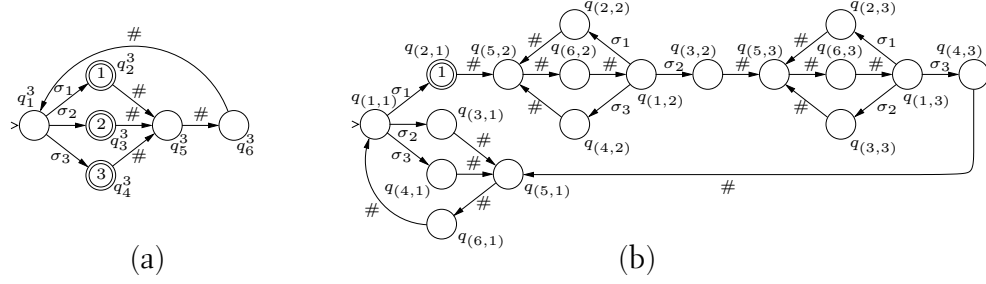 #
q_1^3
σ_1
1
q_2^3
#
σ_2
2
q_3^3
#
q_5^3
#
q_6^3
>
σ_3
3
q_4^3
#
(a)
q_(2,1)
1
#
q_(5,2)
q_(2,2)
#
σ_1
q_(6,2)
#
#
σ_2
q_(3,2)
#
q_(1,2)
#
σ_3
q_(4,2)
q_(5,3)
q_(2,3)
#
σ_1
q_(6,3)
#
#
σ_3
q_(4,3)
q_(1,3)
#
σ_2
q_(3,3)
q_(1,1)
σ_1
>
σ_2
q_(3,1)
#
σ_3
q_(4,1)
#
q_(5,1)
#
#
q_(6,1)
#
(b)